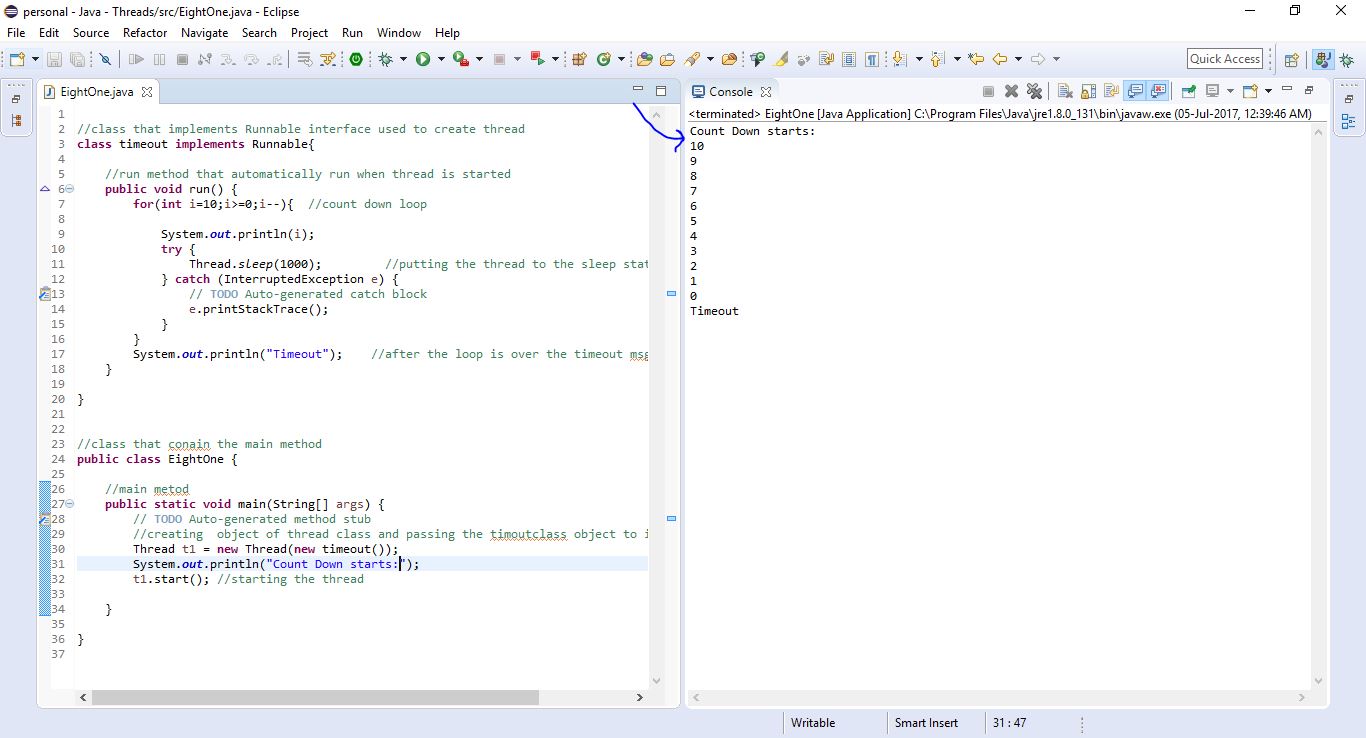 personal - Java - Threads/src/EightOne.java - Eclipse
File Edit Source Refactor Navigate Search Project Run Window Help
Quick Access
EightOne.java
1
2 //class that implements Runnable interface used to create thread
3 class timeout implements Runnable{
4
5 //run method that automatically run when thread is started
6 public void run() {
7 for(int i=10;i>=0;i--){ //count down loop
8
9 System.out.println(i);
10 try {
11 Thread.sleep(1000); //putting the thread to the sleep stat
12 } catch (InterruptedException e) {
13 // TODO Auto-generated catch block
14 e.printStackTrace();
15 }
16 }
17 System.out.println("Timeout"); //after the loop is over the timeout msg
18 }
19
20 }
21
22
23 //class that conain the main method
24 public class EightOne {
25
26 //main metod
27 public static void main(String[] args) {
28 // TODO Auto-generated method stub
29 //creating object of thread class and passing the timoutclass object to i
30 Thread t1 = new Thread(new timeout());
31 System.out.println("Count Down starts:");
32 t1.start(); //starting the thread
33
34 }
35
36 }
37
Console
<terminated> EightOne [Java Application] C:\Program Files\Java\jre1.8.0_131\bin\javaw.exe (05-Jul-2017, 12:39:46 AM)
Count Down starts:
10
9
8
7
6
5
4
3
2
1
0
Timeout
Writable Smart Insert 31 : 47